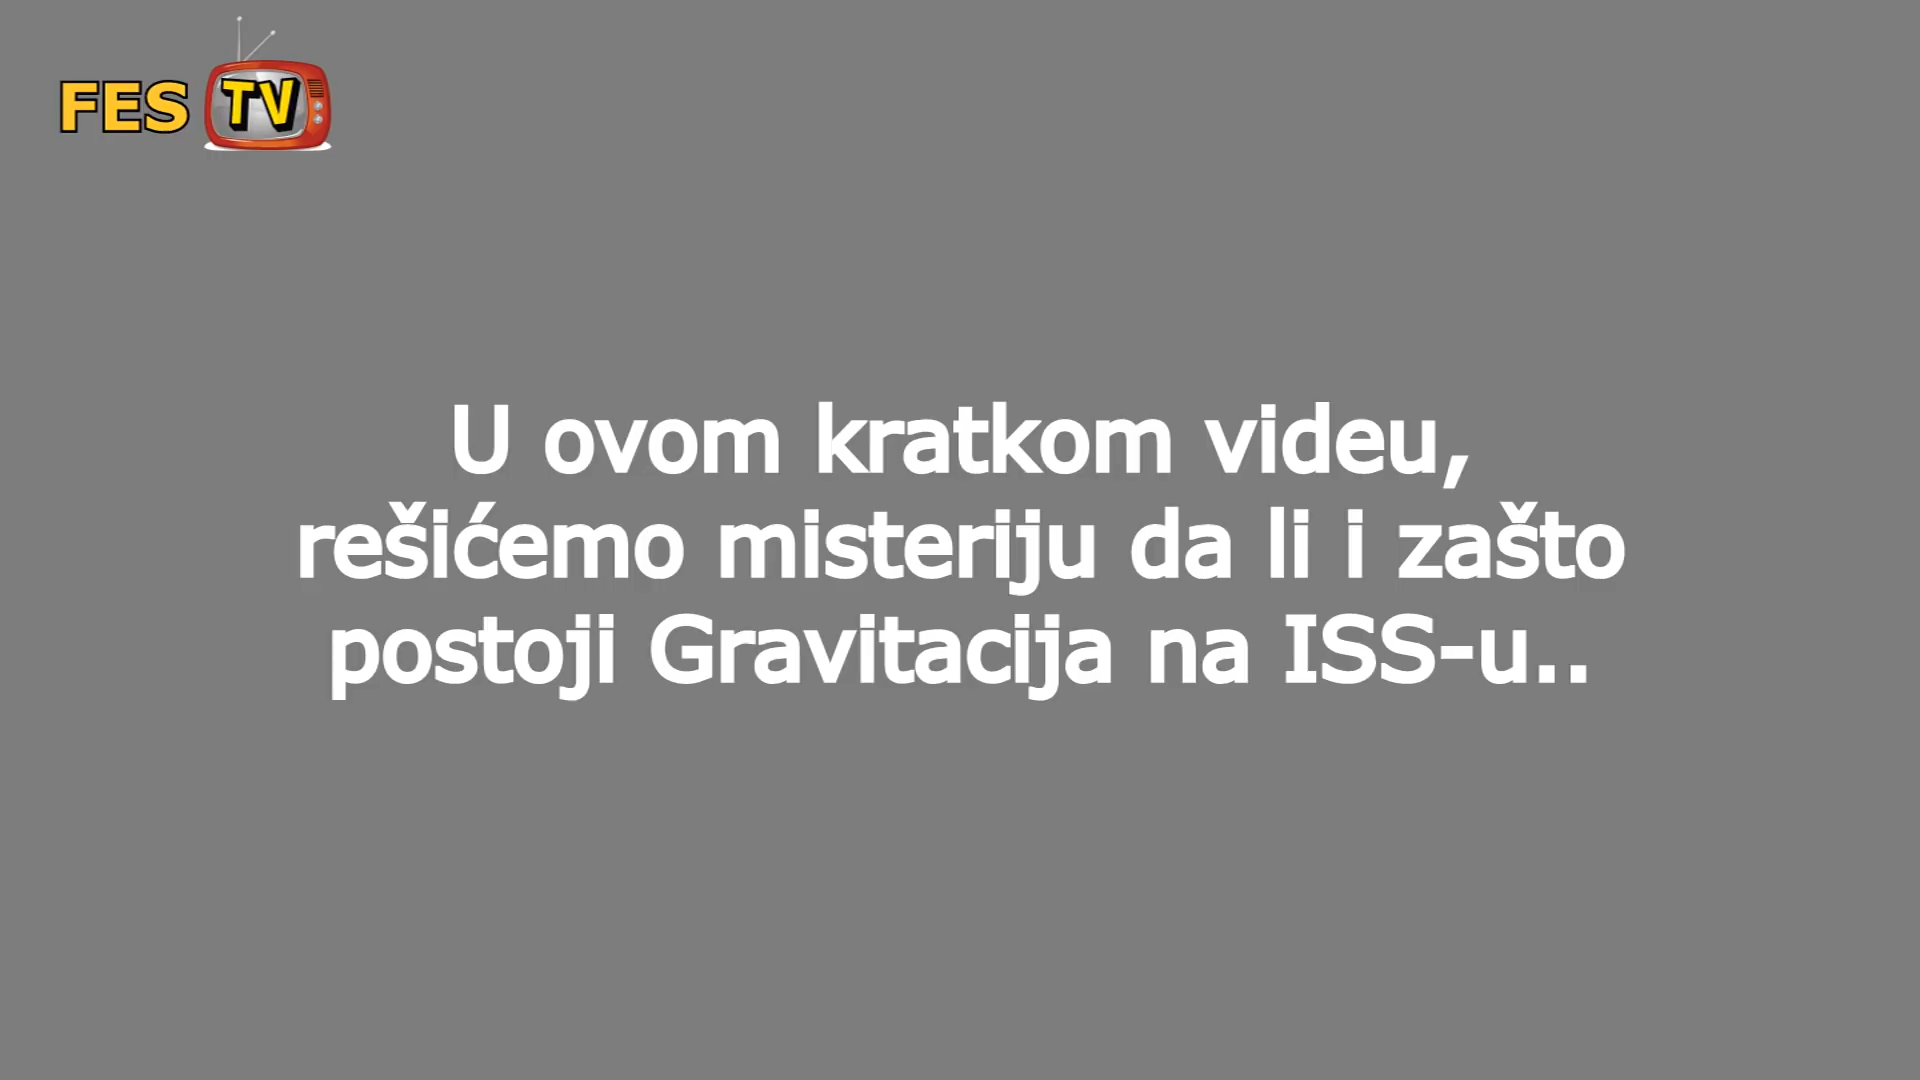 FES TV
U ovom kratkom videu,
rešićemo misteriju da li i zašto
postoji Gravitacija na ISS-u..